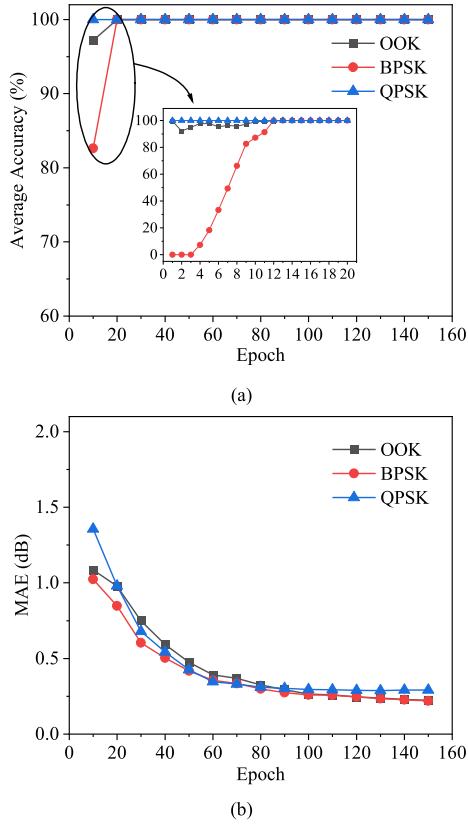 100
90
80
70
60
Average Accuracy (%)
OOK
BPSK
QPSK
100
80
60
40
20
0
0 2 4 6 8 10 12 14 16 18 20
0 20 40 60 80 100 120 140 160
Epoch
(a)
2.0
1.5
1.0
0.5
0.0
MAE (dB)
OOK
BPSK
QPSK
0 20 40 60 80 100 120 140 160
Epoch
(b)